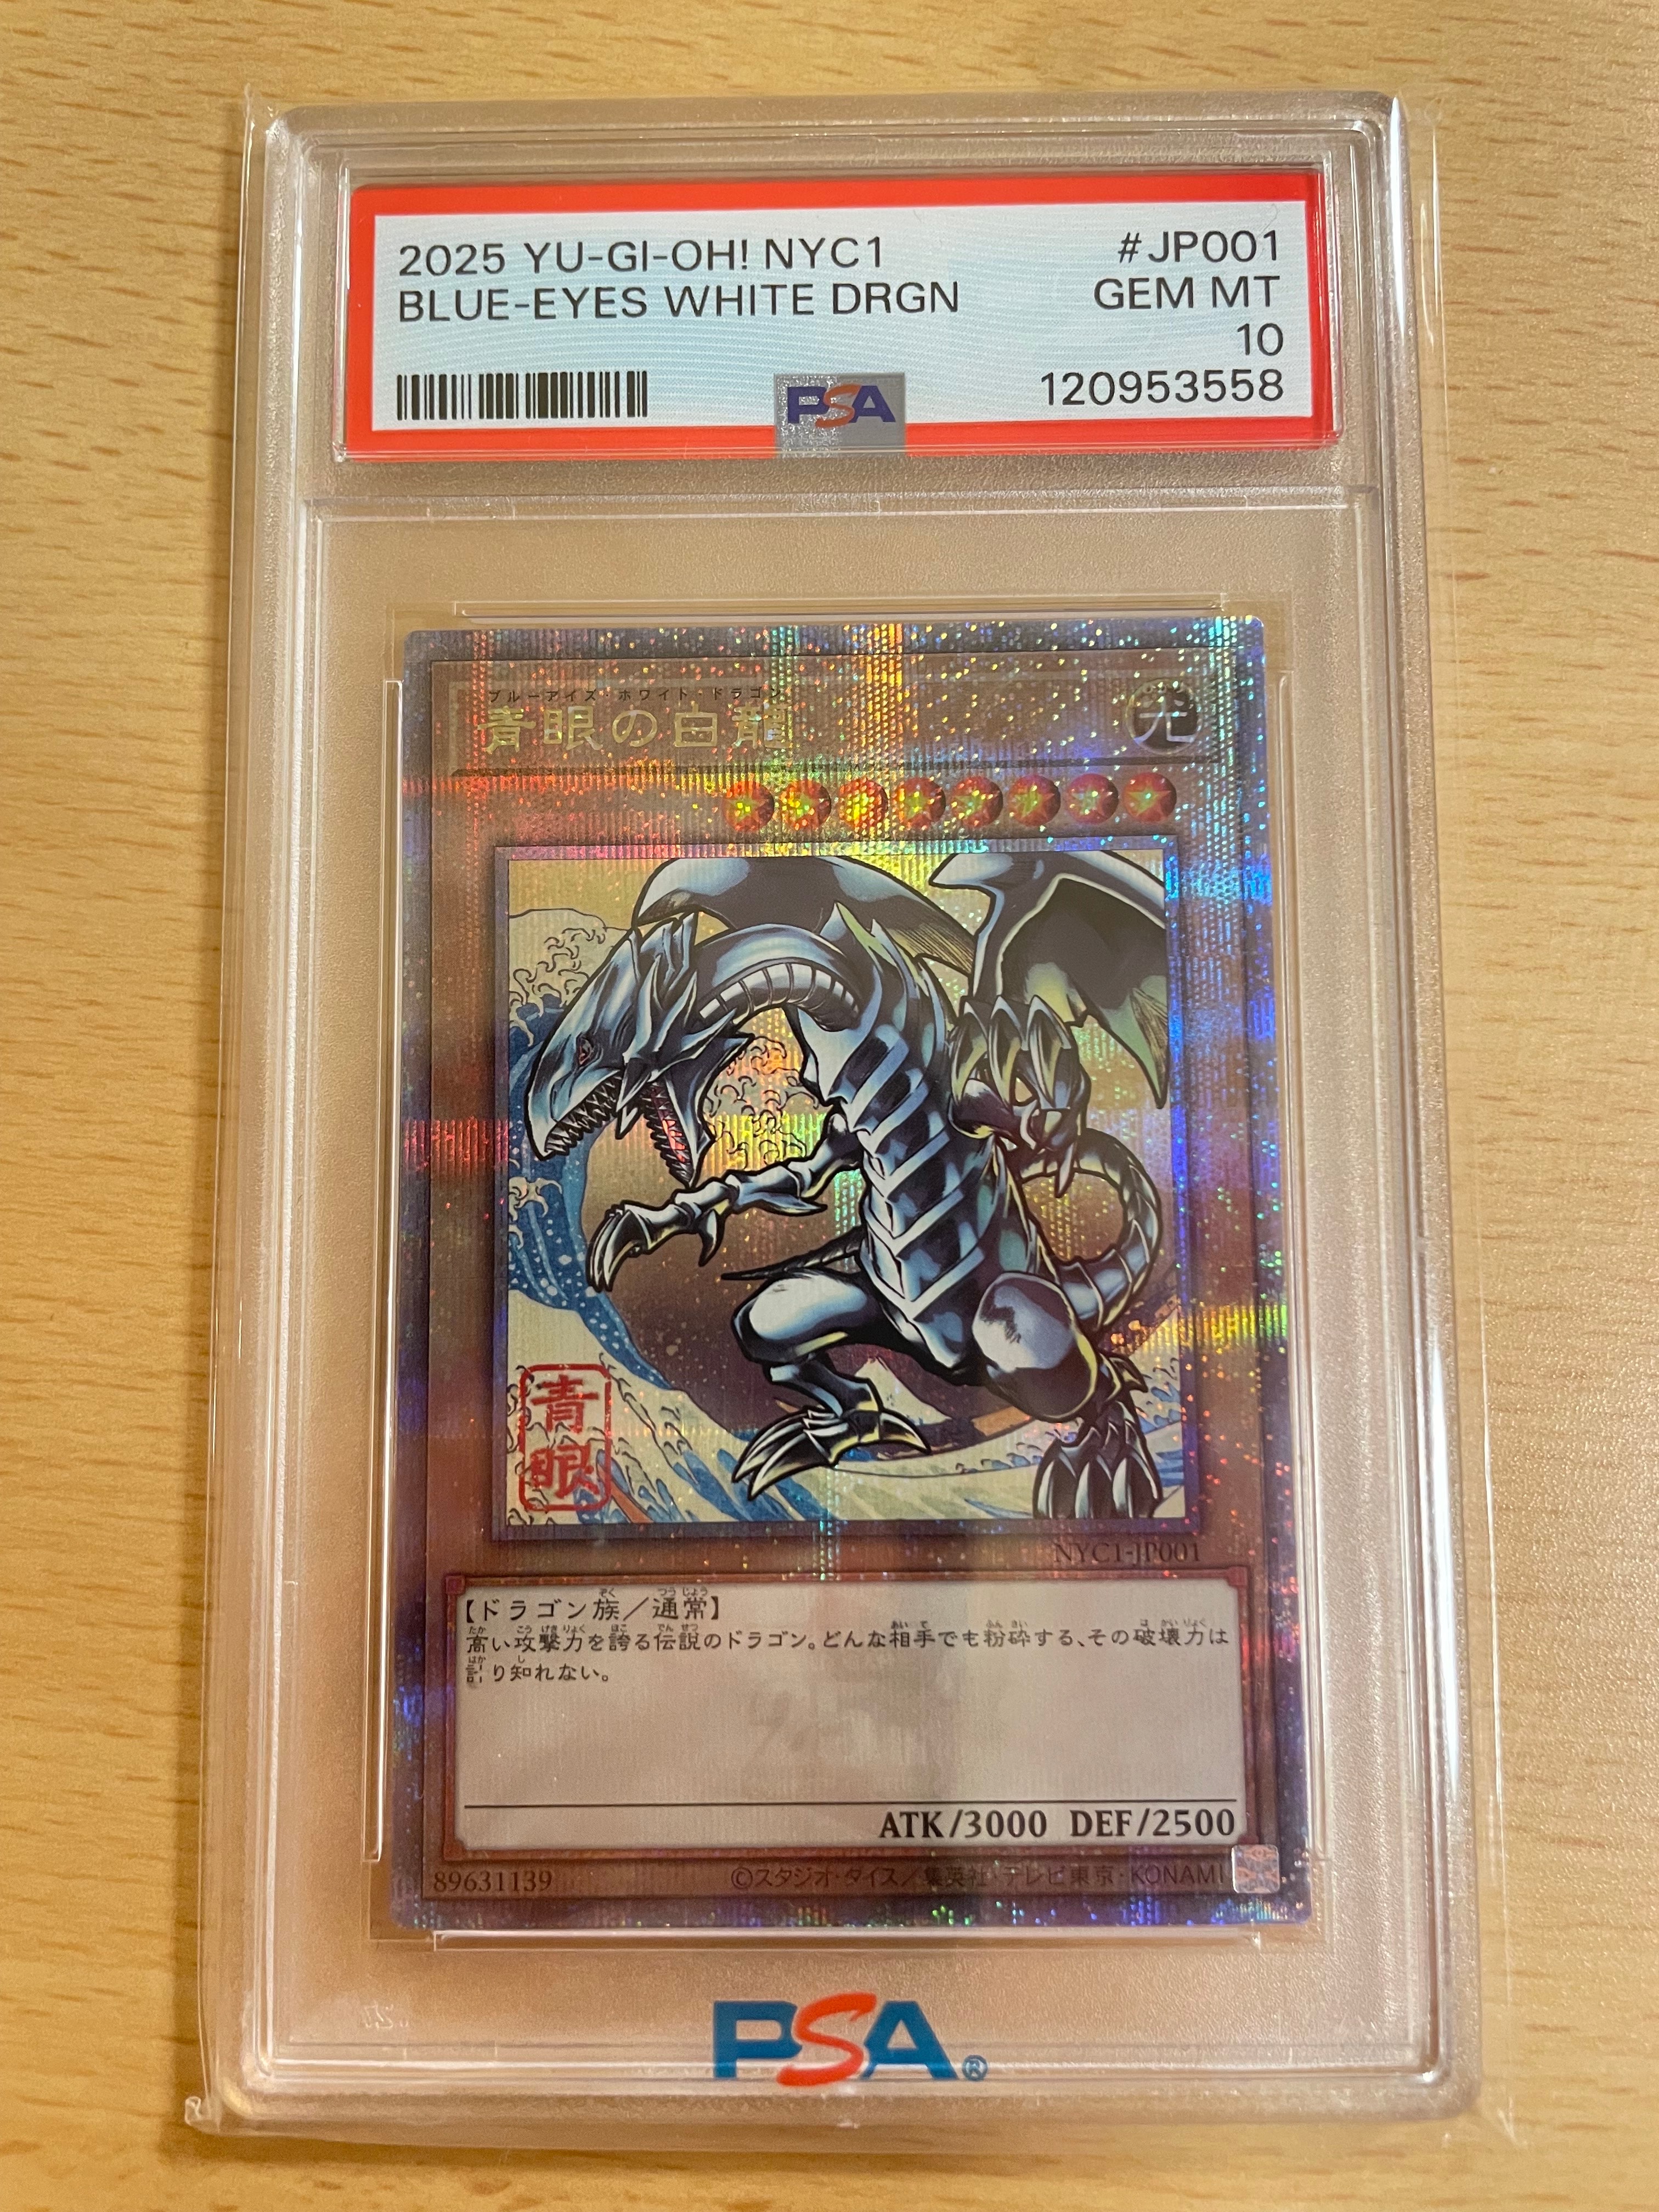 2025 YU-GI-OH! NYC1 #JP001
BLUE-EYES WHITE DRGN GEM MT
10
PSA 120953558
ブルーアイズ・ホワイト・ドラゴン
青眼の白龍 光
青眼
NYC1-JP001
【ドラゴン族／通常】
高い攻撃力を誇る伝説のドラゴン。どんな相手でも粉砕する、その破壊力は
計り知れない。
ATK/3000 DEF/2500
89631139 ©スタジオ・ダイス／集英社・テレビ東京・KONAMI
PSA®